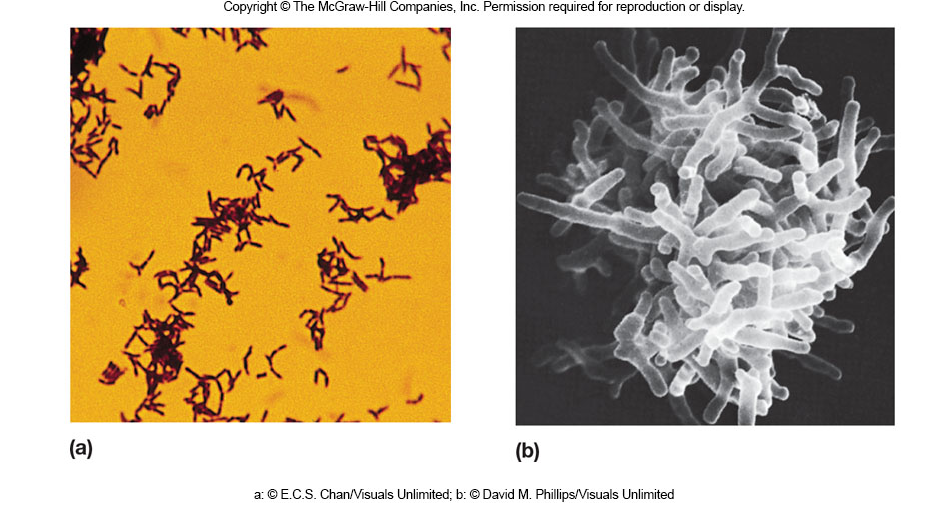 Copyright © The McGraw-Hill Companies, Inc. Permission required for reproduction or display.
(a)
(b)
a: © E.C.S. Chan/Visuals Unlimited; b: © David M. Phillips/Visuals Unlimited